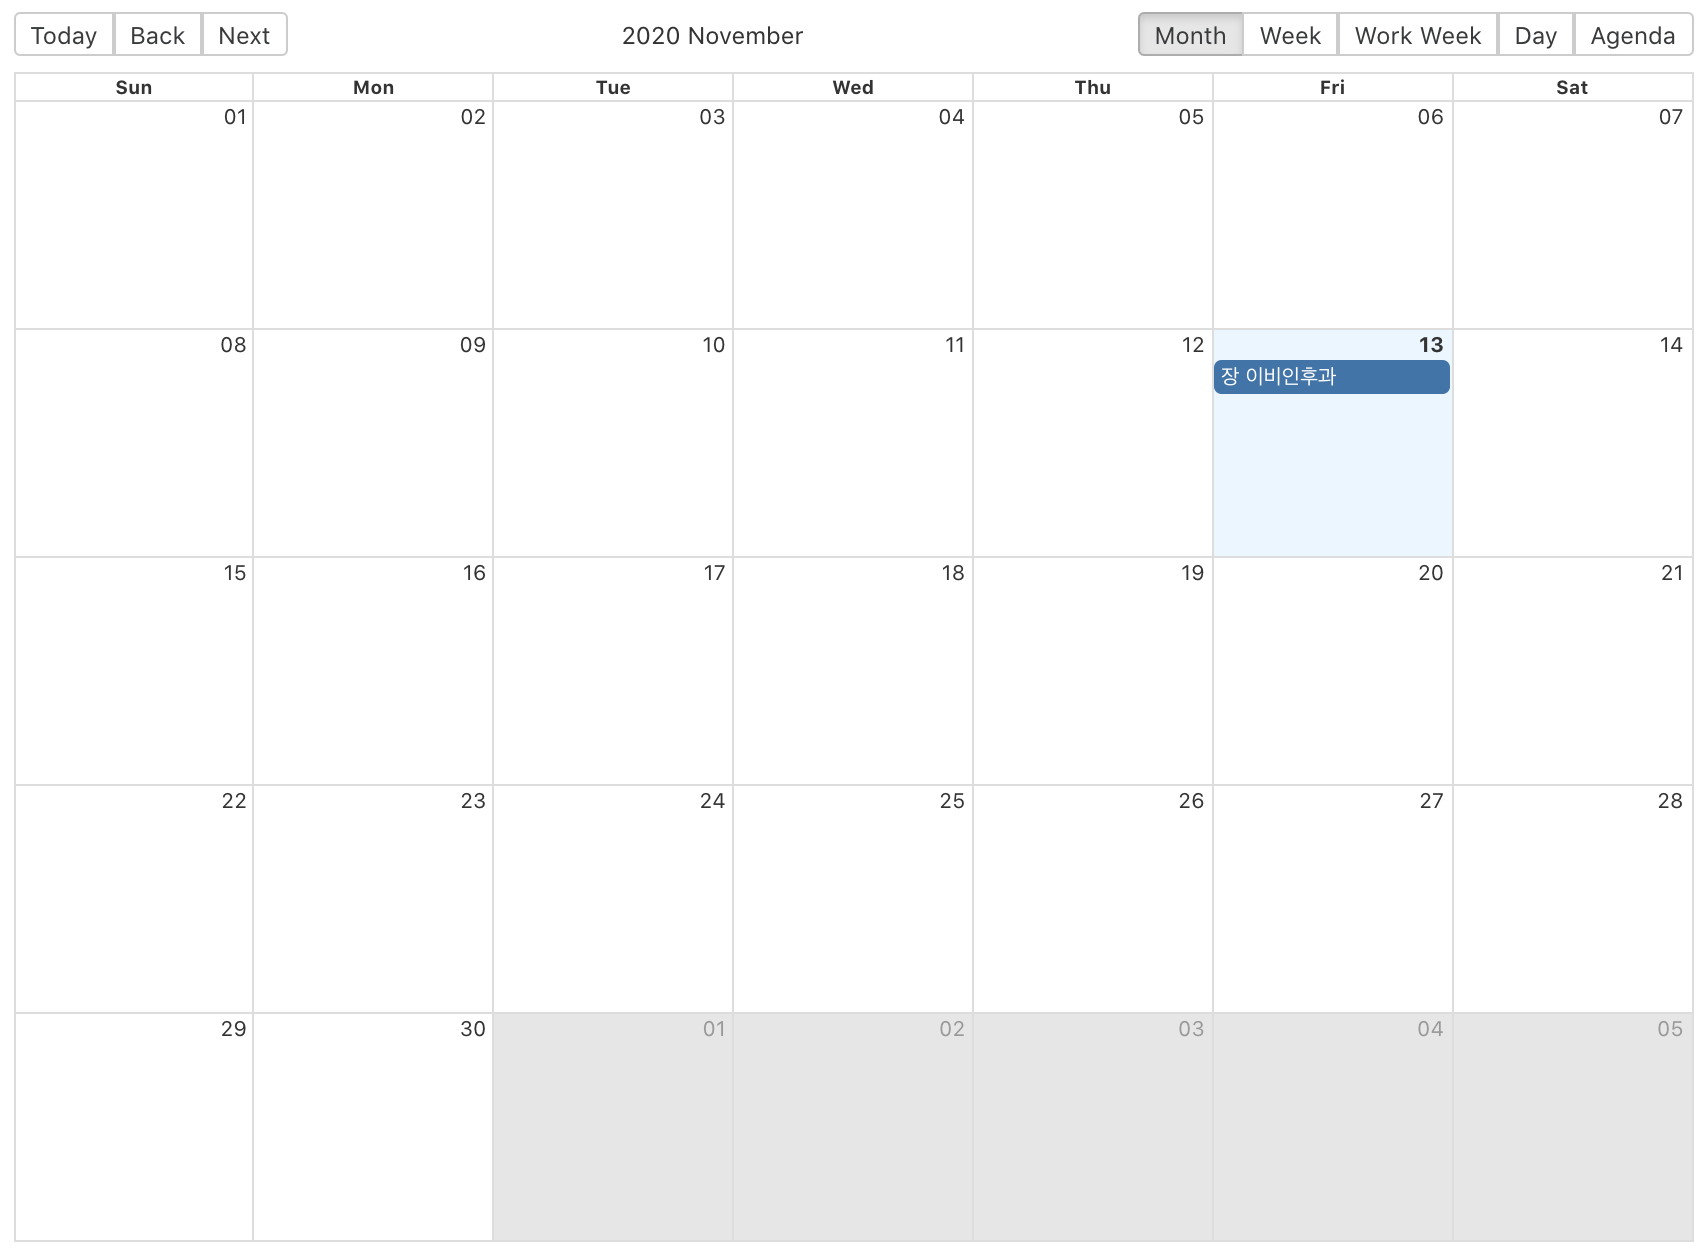 Today Back Next 2020 November Month Week Work Week Day Agenda
Sun Mon Tue Wed Thu Fri Sat
01 02 03 04 05 06 07
08 09 10 11 12 13 14
장 이비인후과
15 16 17 18 19 20 21
22 23 24 25 26 27 28
29 30 01 02 03 04 05